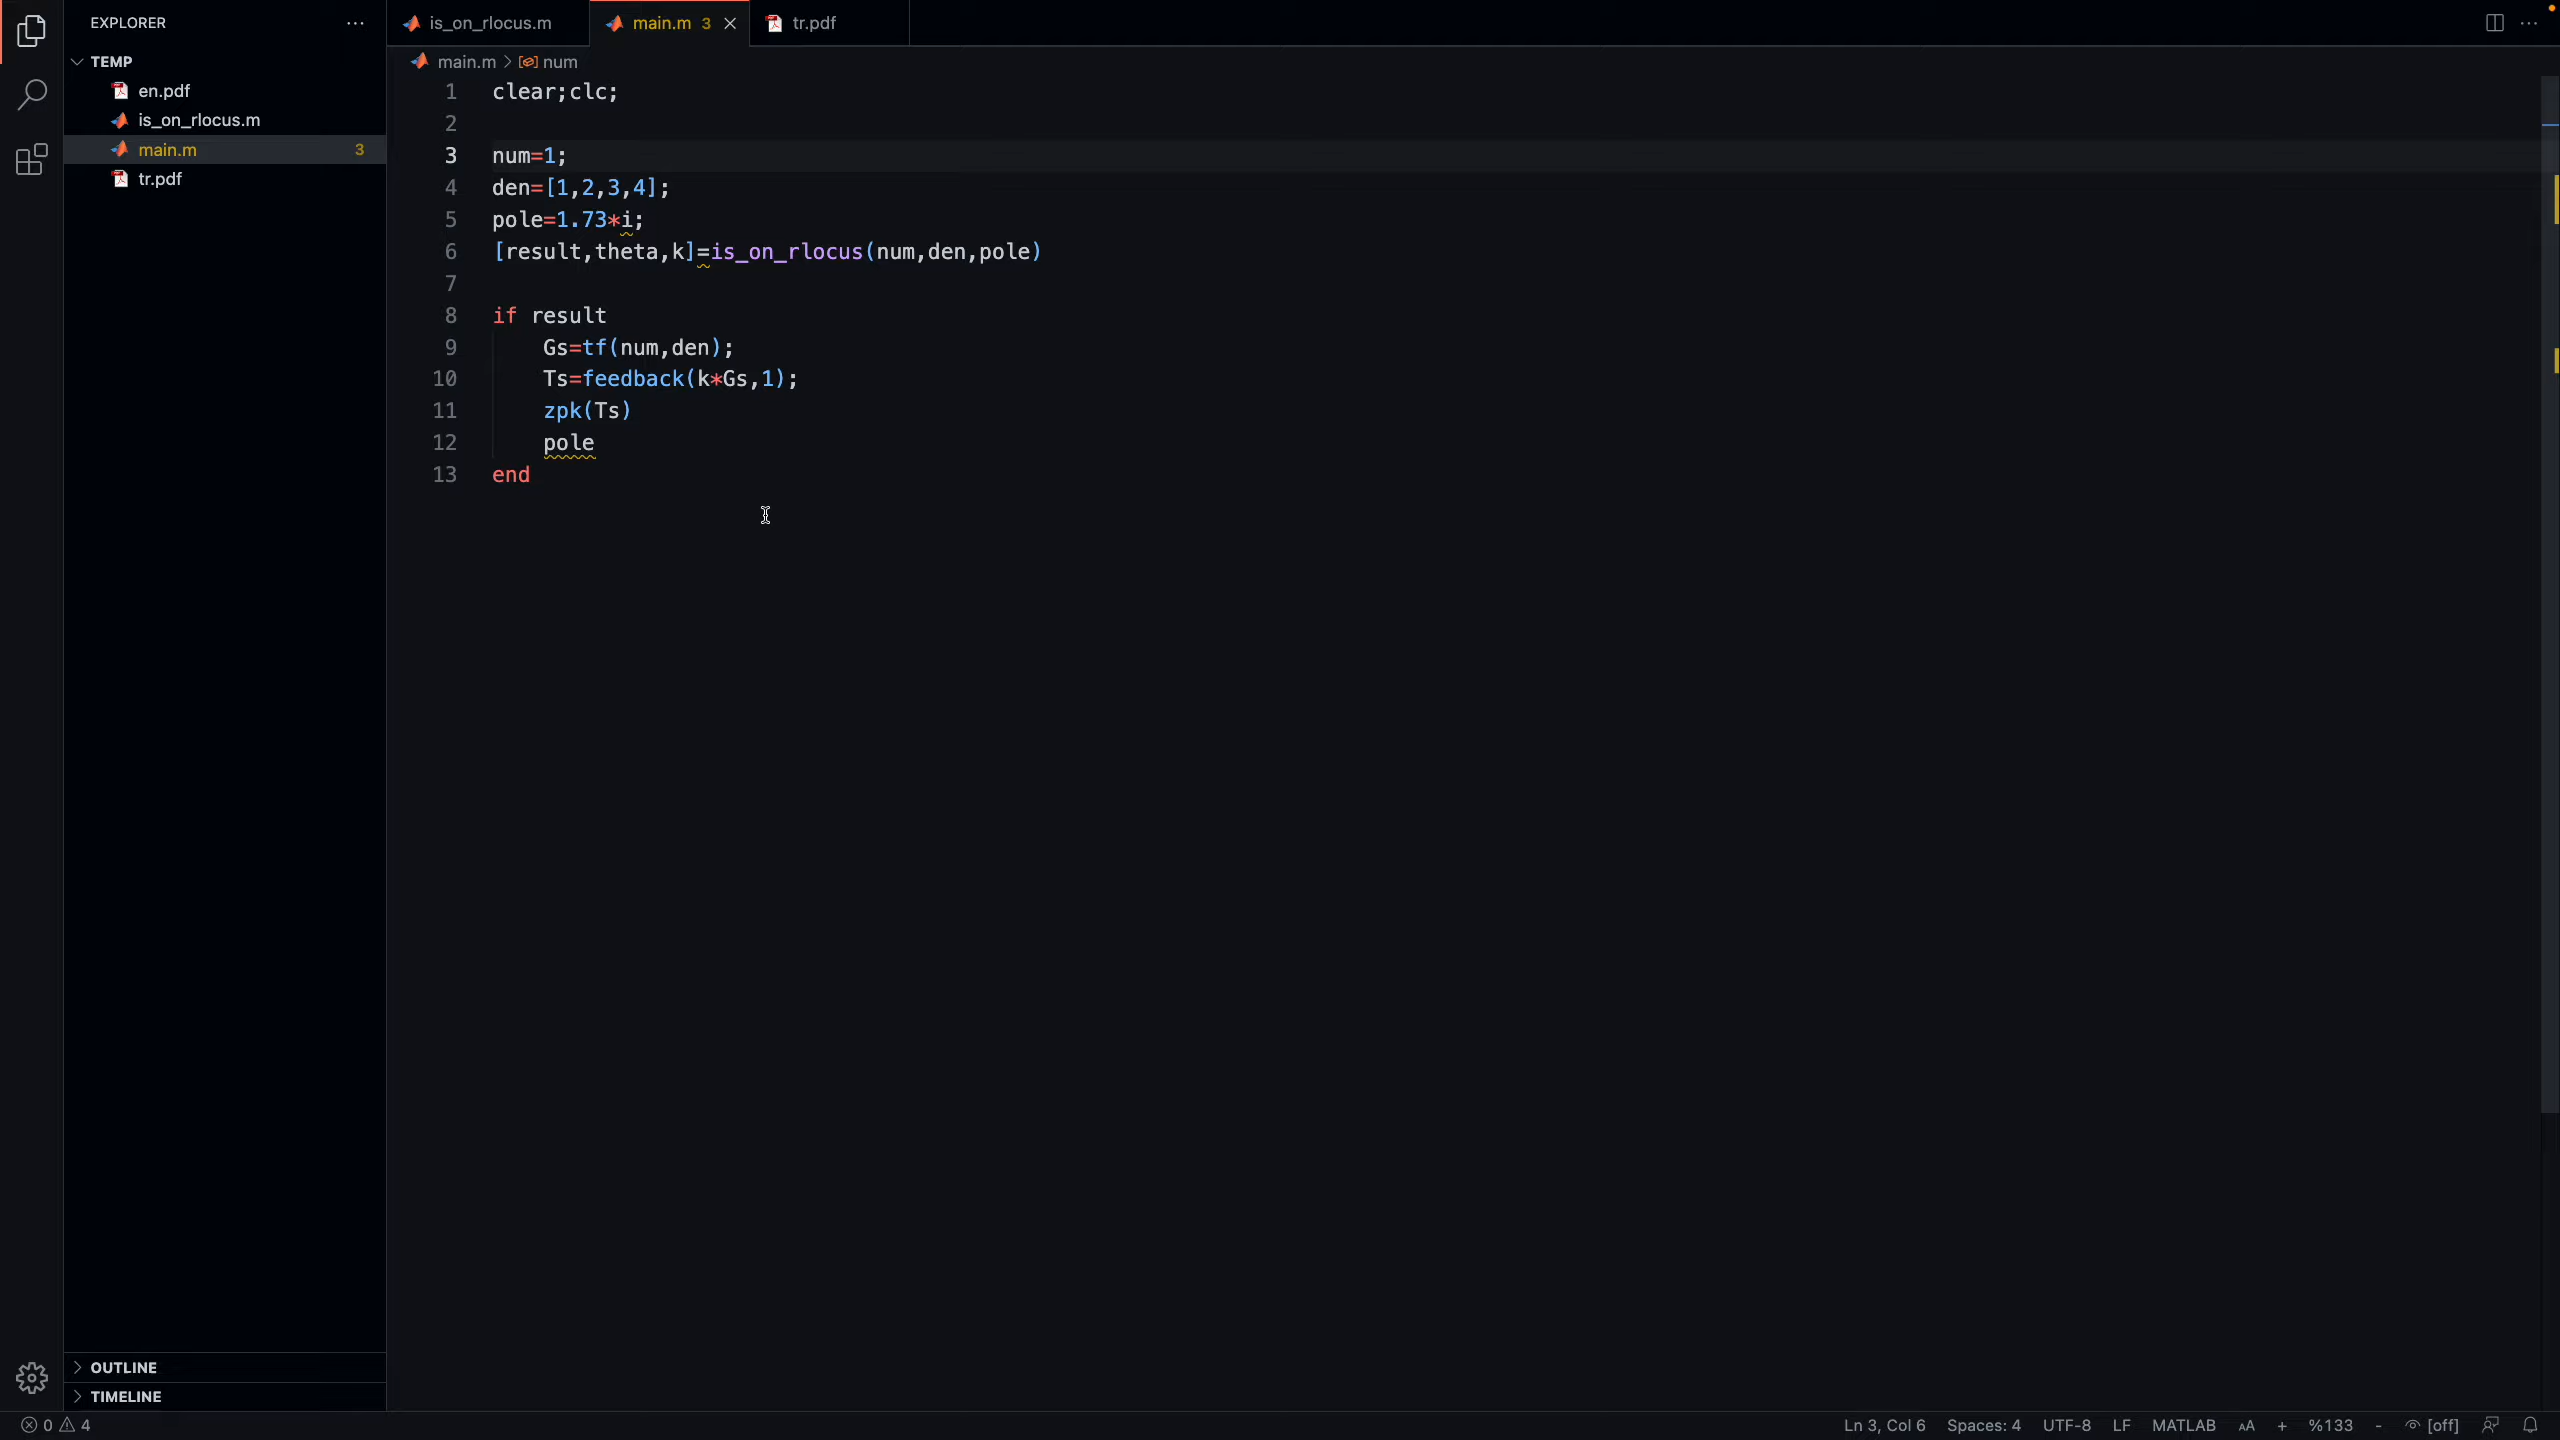 EXPLORER ...
TEMP
en.pdf
is_on_rlocus.m
main.m 3
tr.pdf
OUTLINE
TIMELINE
is_on_rlocus.m main.m 3 tr.pdf
main.m > num
1 clear;clc;
2
3 num=1;
4 den=[1,2,3,4];
5 pole=1.73*i;
6 [result,theta,k]=is_on_rlocus(num,den,pole)
7
8 if result
9 Gs=tf(num,den);
10 Ts=feedback(k*Gs,1);
11 zpk(Ts)
12 pole
13 end
0 4 Ln 3, Col 6 Spaces: 4 UTF-8 LF MATLAB AA + %133 - [off]